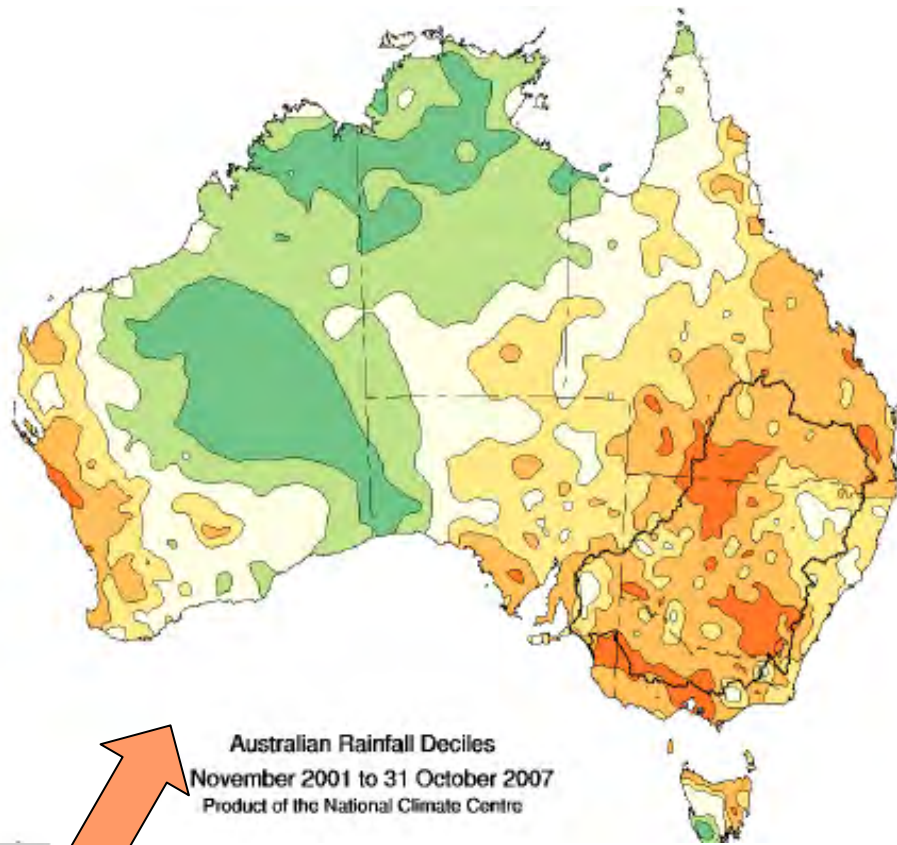 Australian Rainfall Deciles
November 2001 to 31 October 2007
Product of the National Climate Centre